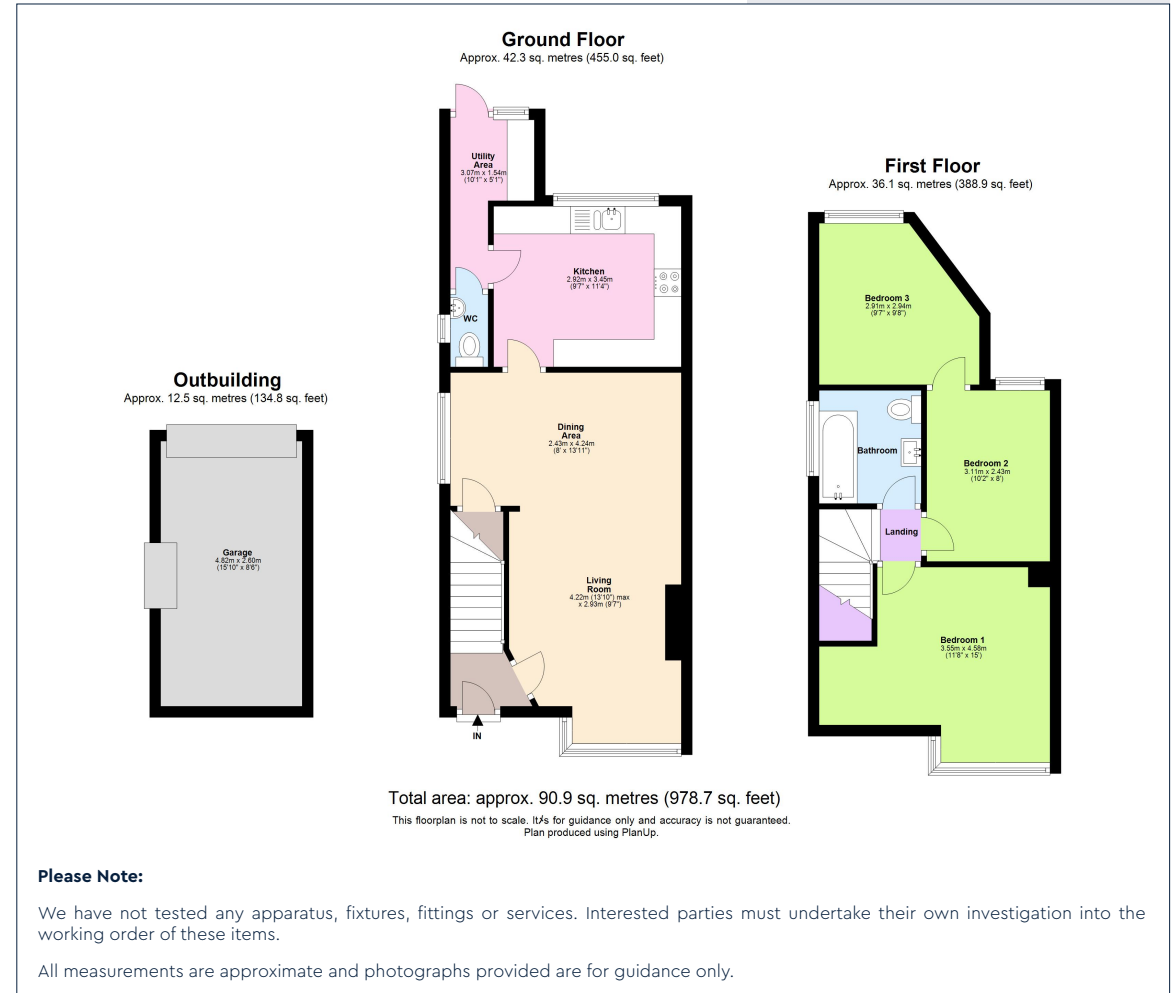 Ground Floor
Approx. 42.3 sq. metres (455.0 sq. feet)
Utility
Area
3.07m x 1.54m
(10'1" x 5'1")
Kitchen
2.92m x 3.45m
(9'7" x 11'4")
WC
Dining
Area
2.43m x 4.24m
(8' x 13'11")
Living
Room
4.22m (13'10") max
x 2.93m (9'7")
IN
First Floor
Approx. 36.1 sq. metres (388.9 sq. feet)
Bedroom 3
2.91m x 2.94m
(9'7" x 9'8")
Bathroom
Bedroom 2
3.11m x 2.43m
(10'2" x 8')
Landing
Bedroom 1
3.55m x 4.58m
(11'8" x 15')
Outbuilding
Approx. 12.5 sq. metres (134.8 sq. feet)
Garage
4.82m x 2.60m
(15'10" x 8'6")
Total area: approx. 90.9 sq. metres (978.7 sq. feet)
This floorplan is not to scale. It's for guidance only and accuracy is not guaranteed.
Plan produced using PlanUp.
Please Note:
We have not tested any apparatus, fixtures, fittings or services. Interested parties must undertake their own investigation into the
working order of these items.
All measurements are approximate and photographs provided are for guidance only.